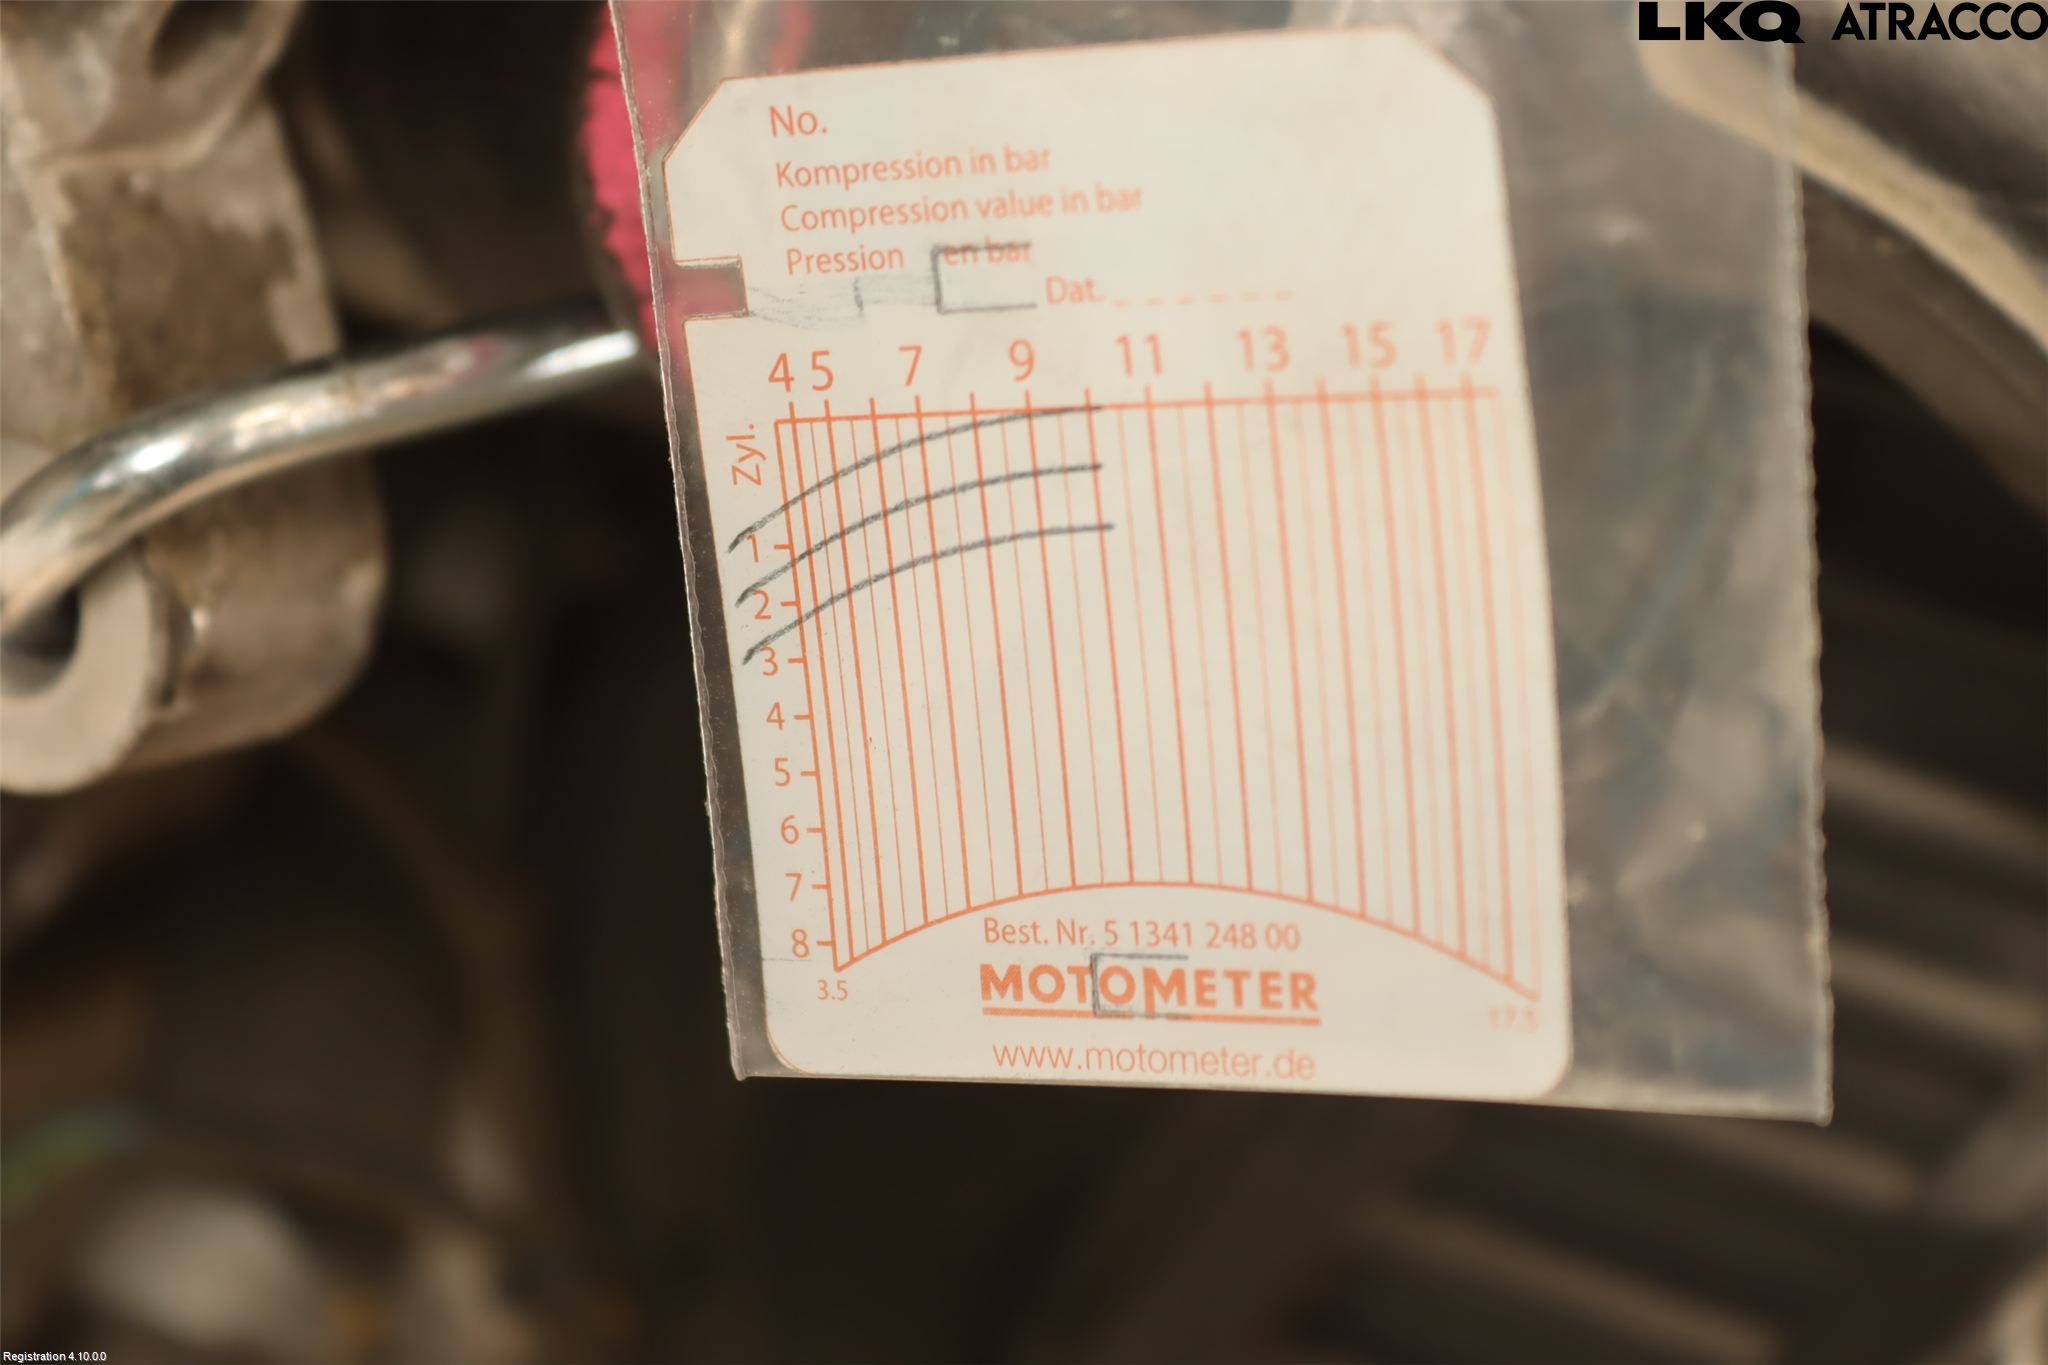 LKQ ATRACCO
No.
Kompression in bar
Compression value in bar
Pression en bar
Dat.
4 5 7 9 11 13 15 17
Zyl.
1
2
3
4
5
6
7
8
3.5
17.5
Best. Nr. 5 1341 248 00
MOTOMETER
www.motometer.de
Registration 4.10.0.0